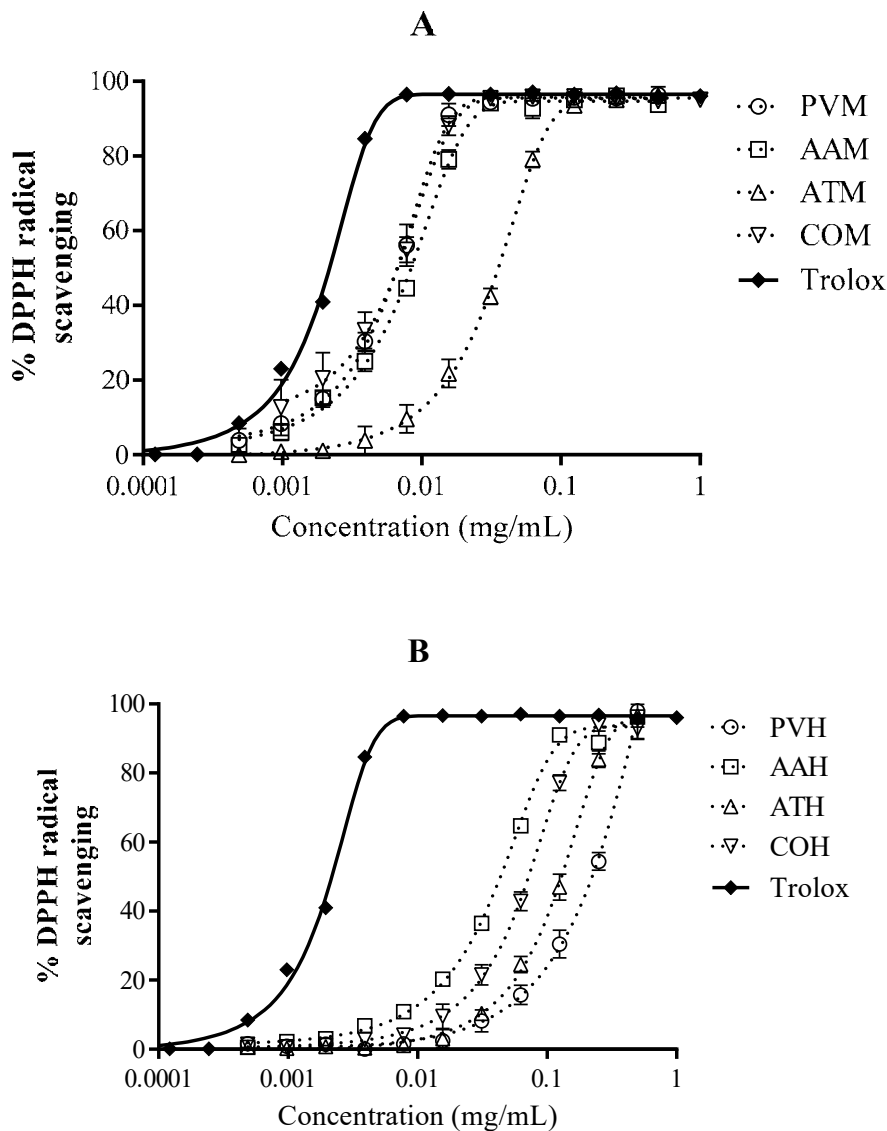 A
100
80
60
40
20
0
% DPPH radical
scavenging
0.0001 0.001 0.01 0.1 1
Concentration (mg/mL)
PVM
AAM
ATM
COM
Trolox
B
100
80
60
40
20
0
% DPPH radical
scavenging
0.0001 0.001 0.01 0.1 1
Concentration (mg/mL)
PVH
AAH
ATH
COH
Trolox